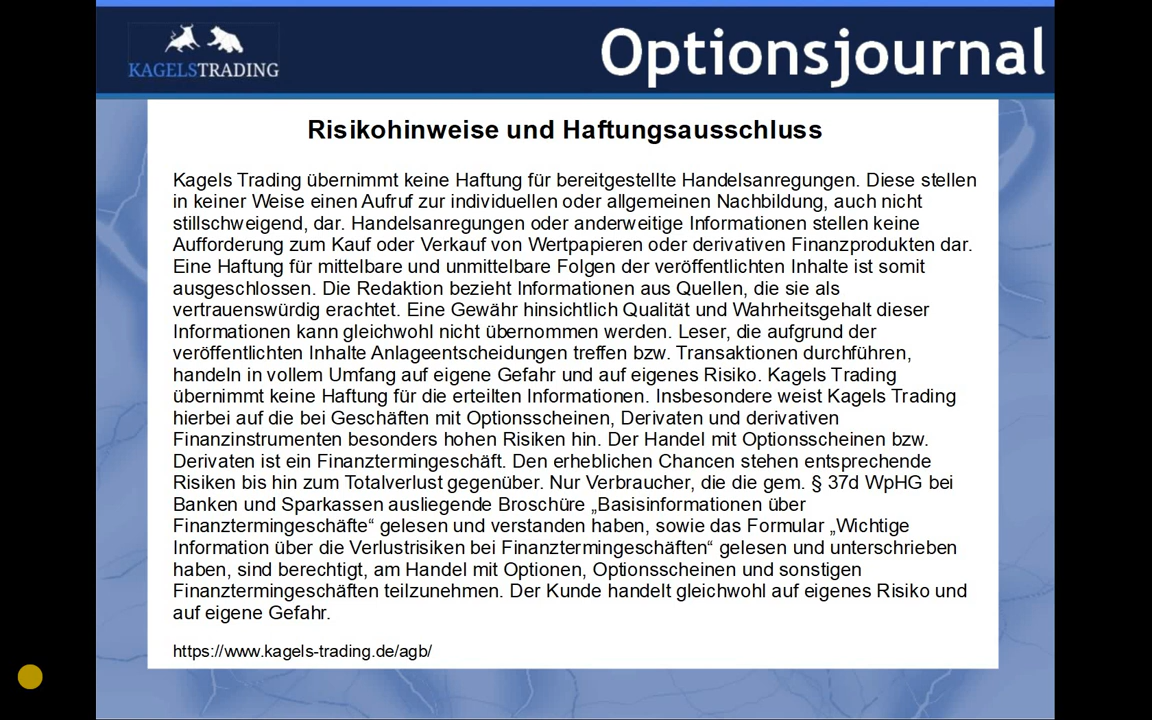 KAGELSTRADING
Optionsjournal
Risikohinweise und Haftungsausschluss
Kagels Trading übernimmt keine Haftung für bereitgestellte Handelsanregungen. Diese stellen
in keiner Weise einen Aufruf zur individuellen oder allgemeinen Nachbildung, auch nicht
stillschweigend, dar. Handelsanregungen oder anderweitige Informationen stellen keine
Aufforderung zum Kauf oder Verkauf von Wertpapieren oder derivativen Finanzprodukten dar.
Eine Haftung für mittelbare und unmittelbare Folgen der veröffentlichten Inhalte ist somit
ausgeschlossen. Die Redaktion bezieht Informationen aus Quellen, die sie als
vertrauenswürdig erachtet. Eine Gewähr hinsichtlich Qualität und Wahrheitsgehalt dieser
Informationen kann gleichwohl nicht übernommen werden. Leser, die aufgrund der
veröffentlichten Inhalte Anlageentscheidungen treffen bzw. Transaktionen durchführen,
handeln in vollem Umfang auf eigene Gefahr und auf eigenes Risiko. Kagels Trading
übernimmt keine Haftung für die erteilten Informationen. Insbesondere weist Kagels Trading
hierbei auf die bei Geschäften mit Optionsscheinen, Derivaten und derivativen
Finanzinstrumenten besonders hohen Risiken hin. Der Handel mit Optionsscheinen bzw.
Derivaten ist ein Finanztermingeschäft. Den erheblichen Chancen stehen entsprechende
Risiken bis hin zum Totalverlust gegenüber. Nur Verbraucher, die die gem. § 37d WpHG bei
Banken und Sparkassen ausliegende Broschüre „Basisinformationen über
Finanztermingeschäfte“ gelesen und verstanden haben, sowie das Formular „Wichtige
Information über die Verlustrisiken bei Finanztermingeschäften“ gelesen und unterschrieben
haben, sind berechtigt, am Handel mit Optionen, Optionsscheinen und sonstigen
Finanztermingeschäften teilzunehmen. Der Kunde handelt gleichwohl auf eigenes Risiko und
auf eigene Gefahr.
https://www.kagels-trading.de/agb/